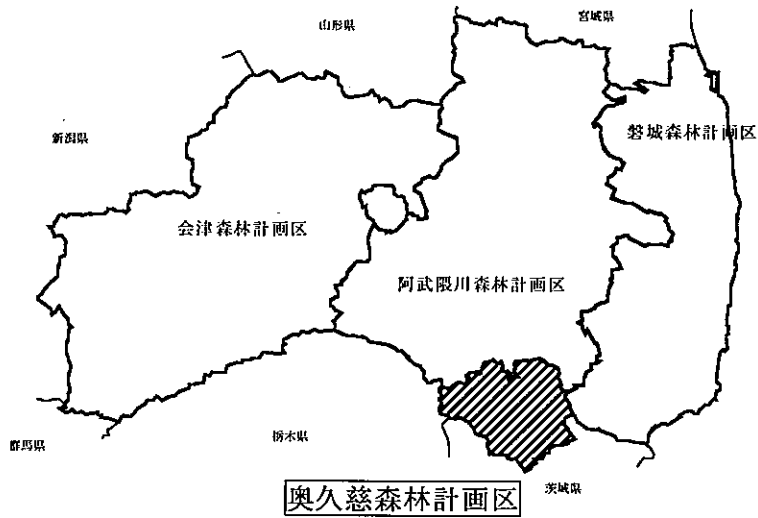 山形県
宮城県
新潟県
磐城森林計画区
会津森林計画区
阿武隈川森林計画区
群馬県
栃木県
茨城県
奥久慈森林計画区